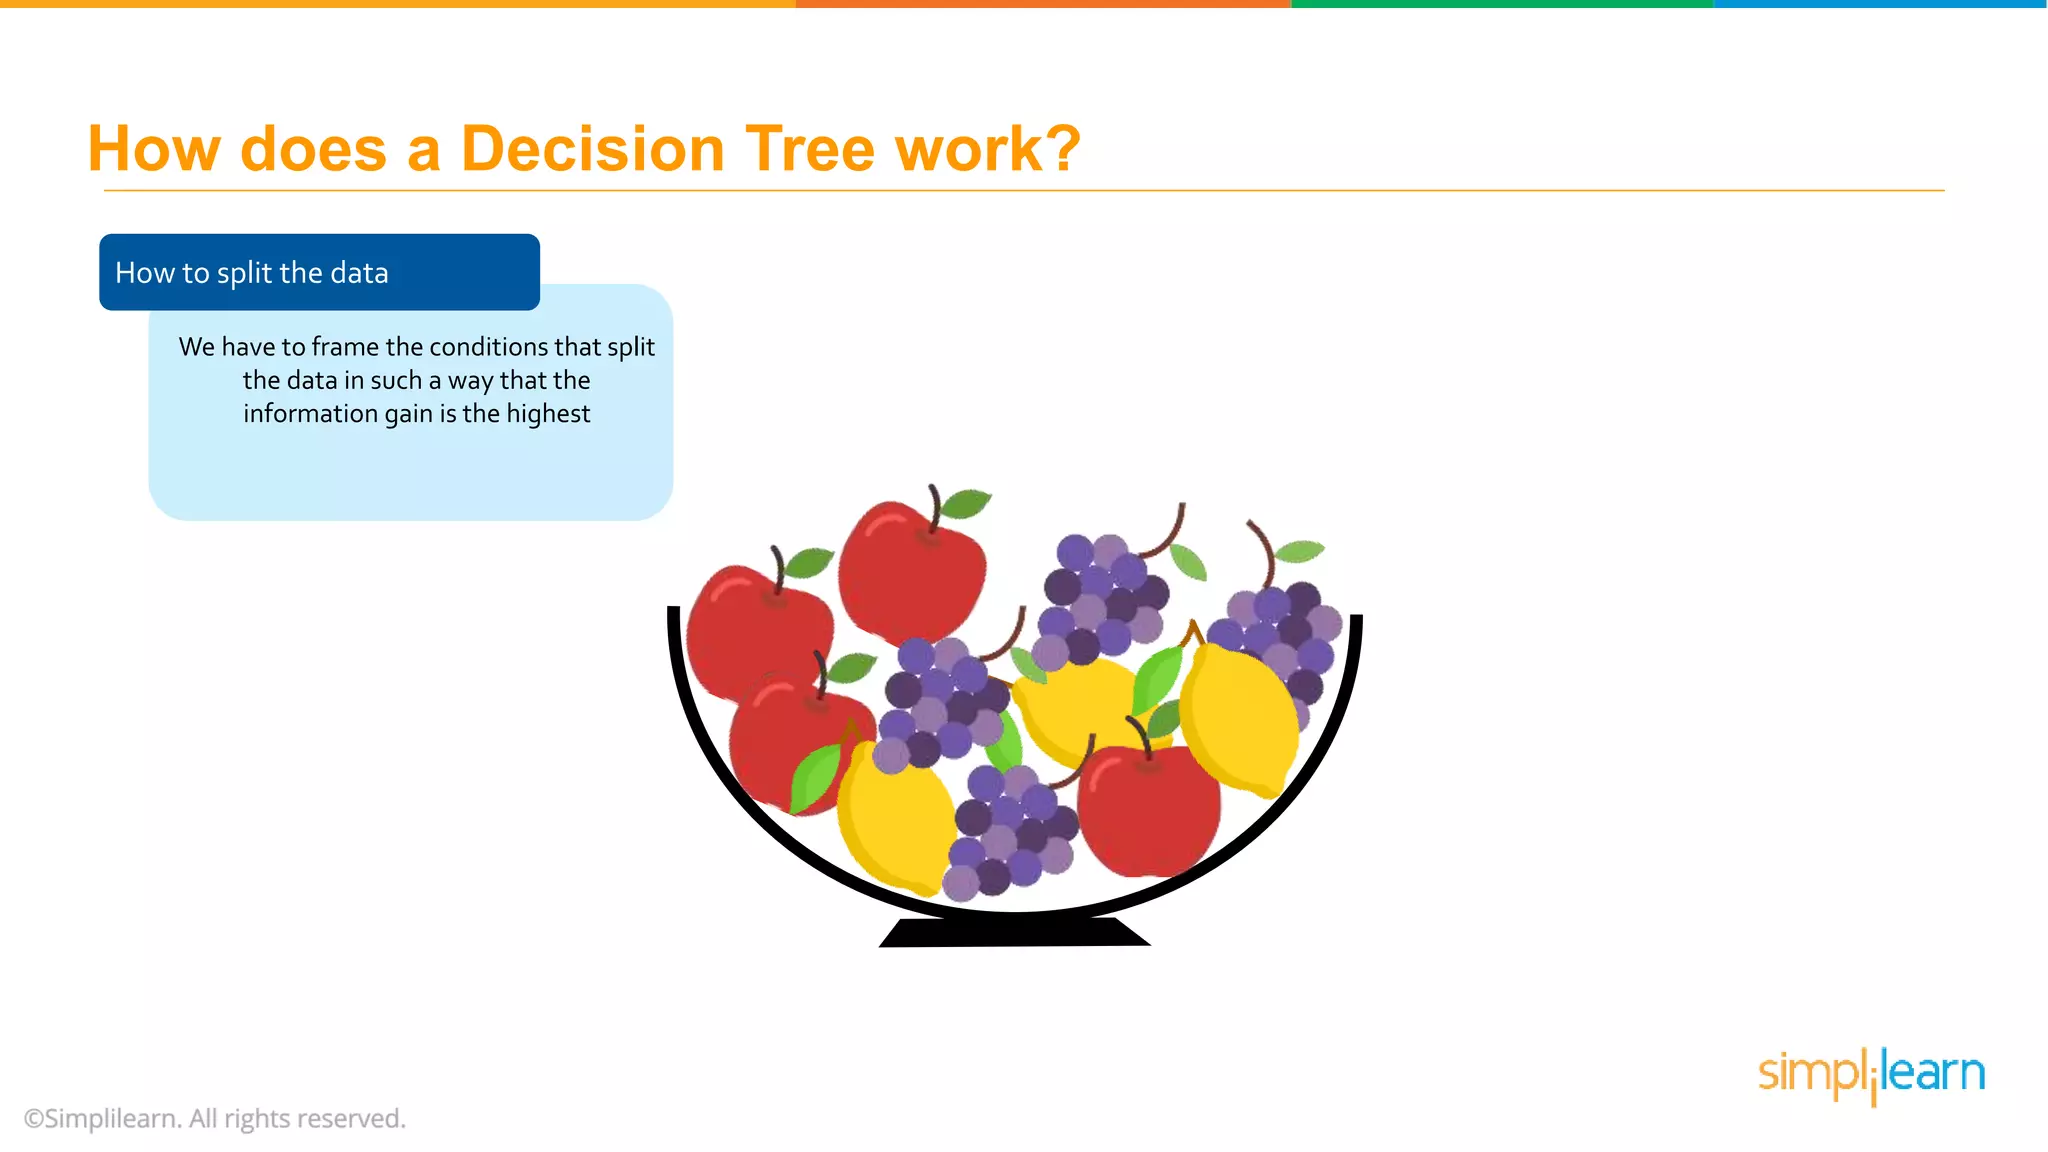 How does a Decision Tree work?
How to split the data
We have to frame the conditions that split
the data in such a way that the
information gain is the highest
simplilearn
©Simplilearn. All rights reserved.